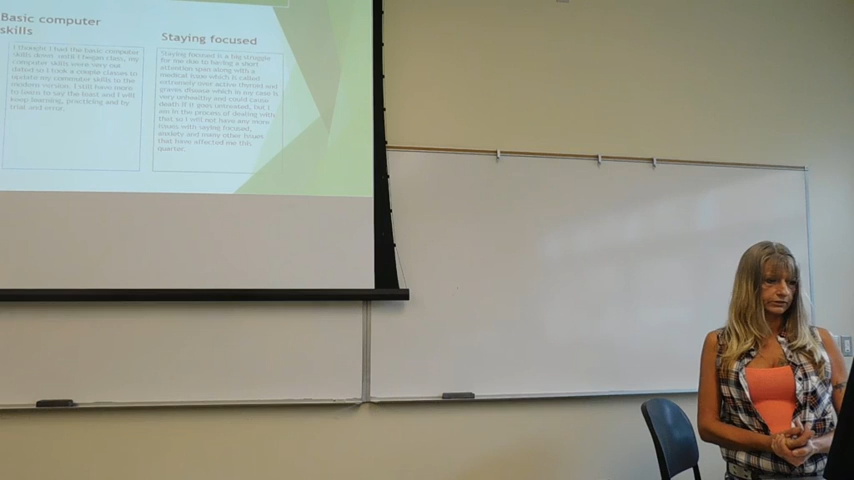 Basic computer
skills
I thought I had the basic computer
skills down until I began class, my
computer skills were very out
dated so I took a couple classes to
update my computer skills to the
modern version. I still have more
to learn to say the least and I will
keep learning, practicing and by
trial and error.
Staying focused
Staying focused is a big struggle
for me due to having a short
attention span along with a
medical issue which is called
extremely over active thyroid and
graves disease which in my case is
very unhealthy and could cause
death if it goes untreated, but I
am in the process of dealing with
that so I will not have any more
issues with saying focused,
anxiety and many other issues
that have affected me this
quarter.